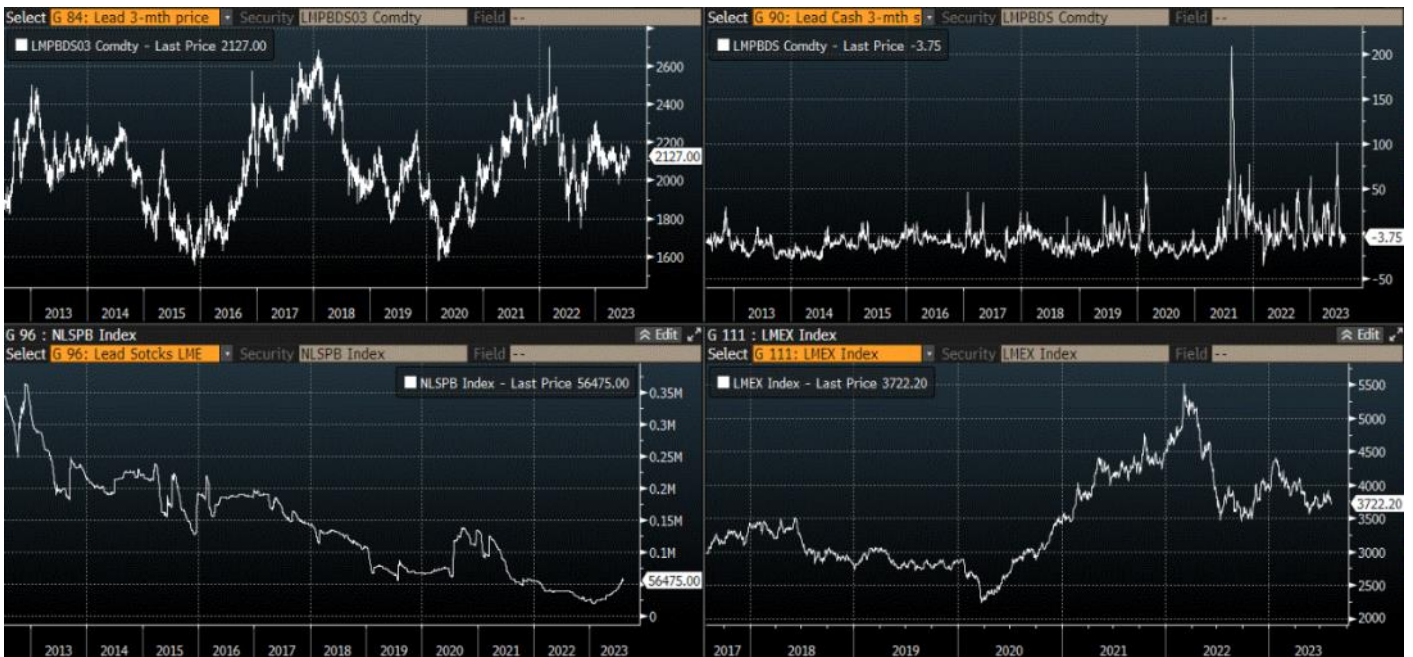 Select G 84: Lead 3-mth price Security LMPBDS03 Comdty Field --
LMPBDS03 Comdty - Last Price 2127.00
2600
2400
2200
2127.00
2000
1800
1600
2013 2014 2015 2016 2017 2018 2019 2020 2021 2022 2023
Select G 90: Lead Cash 3-mth s Security LMPBDS Comdty Field --
LMPBDS Comdty - Last Price -3.75
200
150
100
50
-3.75
-50
2013 2014 2015 2016 2017 2018 2019 2020 2021 2022 2023
G 96 : NLSPB Index Edit
Select G 96: Lead Sotcks LME Security NLSPB Index Field --
NLSPB Index - Last Price 56475.00
0.35M
0.3M
0.25M
0.2M
0.15M
0.1M
56475.00
0
2013 2014 2015 2016 2017 2018 2019 2020 2021 2022 2023
G 111 : LMEX Index Edit
Select G 111: LMEX Index Security LMEX Index Field --
LMEX Index - Last Price 3722.20
5500
5000
4500
4000
3722.20
3500
3000
2500
2000
2017 2018 2019 2020 2021 2022 2023